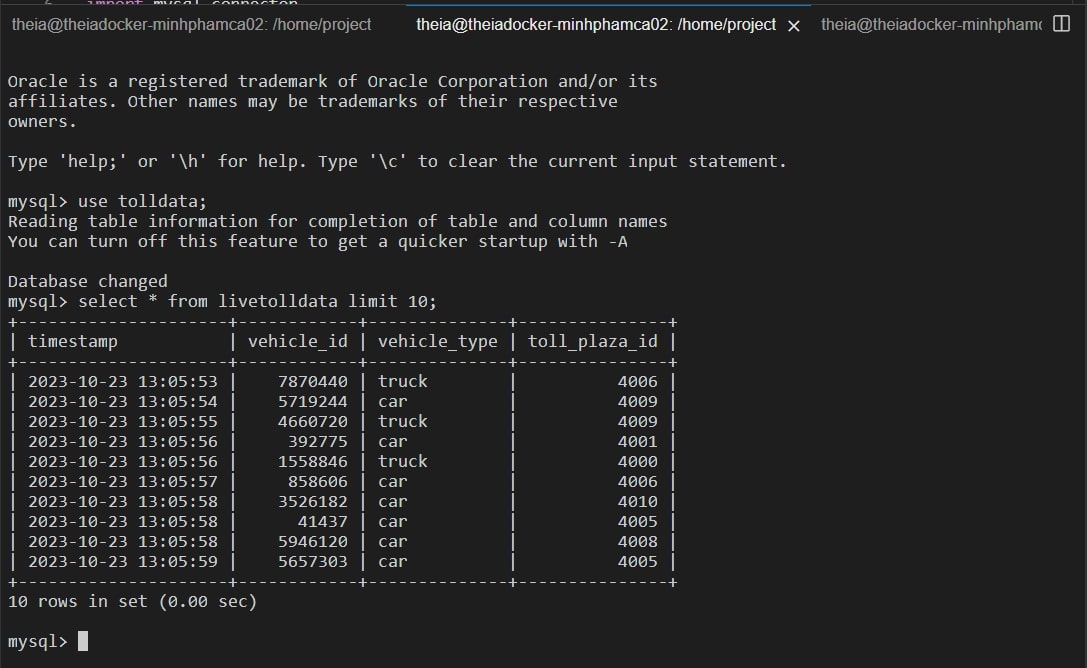 import mysql.connector
theia@theiadocker-minhphamca02: /home/project theia@theiadocker-minhphamca02: /home/project theia@theiadocker-minhphamc
Oracle is a registered trademark of Oracle Corporation and/or its
affiliates. Other names may be trademarks of their respective
owners.
Type 'help;' or '\h' for help. Type '\c' to clear the current input statement.
mysql> use tolldata;
Reading table information for completion of table and column names
You can turn off this feature to get a quicker startup with -A
Database changed
mysql> select * from livetolldata limit 10;
+---------------------+------------+--------------+---------------+
| timestamp           | vehicle_id | vehicle_type | toll_plaza_id |
+---------------------+------------+--------------+---------------+
| 2023-10-23 13:05:53 |    7870440 | truck        |          4006 |
| 2023-10-23 13:05:54 |    5719244 | car          |          4009 |
| 2023-10-23 13:05:55 |    4660720 | truck        |          4009 |
| 2023-10-23 13:05:56 |     392775 | car          |          4001 |
| 2023-10-23 13:05:56 |    1558846 | truck        |          4000 |
| 2023-10-23 13:05:57 |     858606 | car          |          4006 |
| 2023-10-23 13:05:58 |    3526182 | car          |          4010 |
| 2023-10-23 13:05:58 |      41437 | car          |          4005 |
| 2023-10-23 13:05:58 |    5946120 | car          |          4008 |
| 2023-10-23 13:05:59 |    5657303 | car          |          4005 |
+---------------------+------------+--------------+---------------+
10 rows in set (0.00 sec)
mysql>